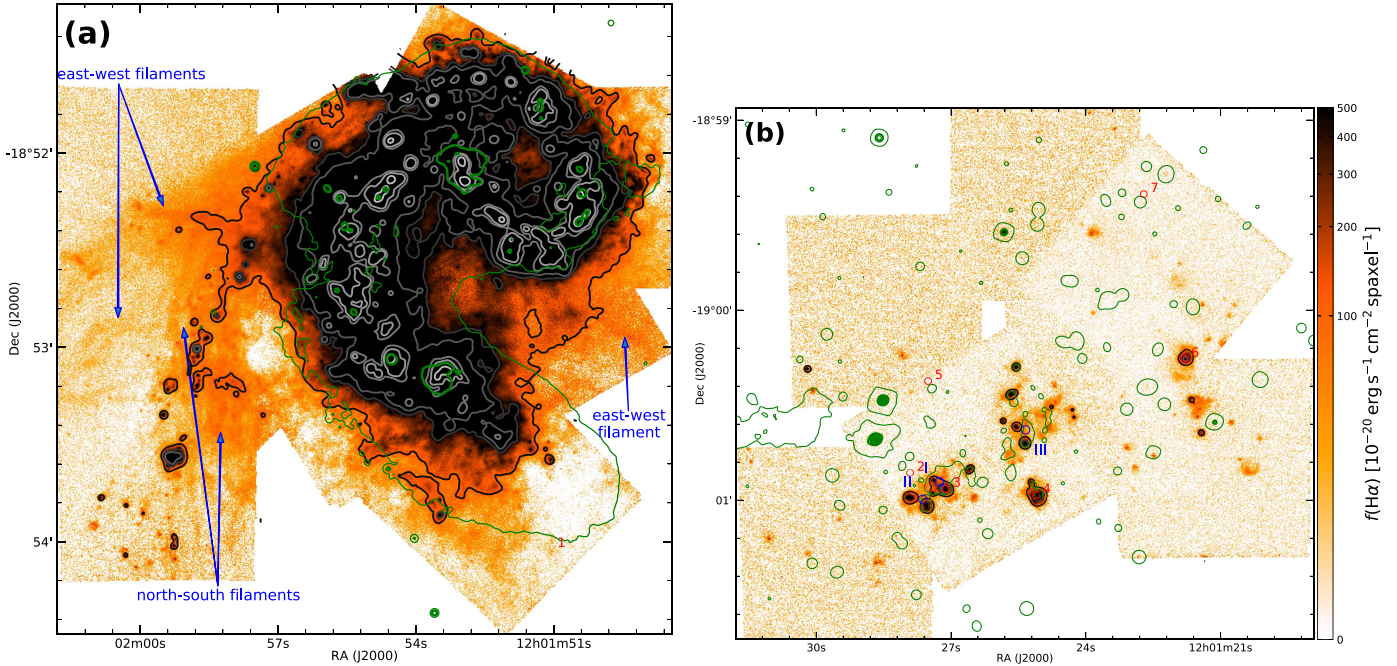 (a)
east-west filaments
-18°52'
53'
54'
Dec (J2000)
east-west
filament
north-south filaments
1
02m00s
57s
54s
12h01m51s
RA (J2000)
(b)
-18°59'
-19°00'
01'
Dec (J2000)
7
6
5
III
2
I
II
3
4
30s
27s
24s
12h01m21s
RA (J2000)
500
400
300
200
100
0
f(Hα) [10⁻²⁰ erg s⁻¹ cm⁻² spaxel⁻¹]